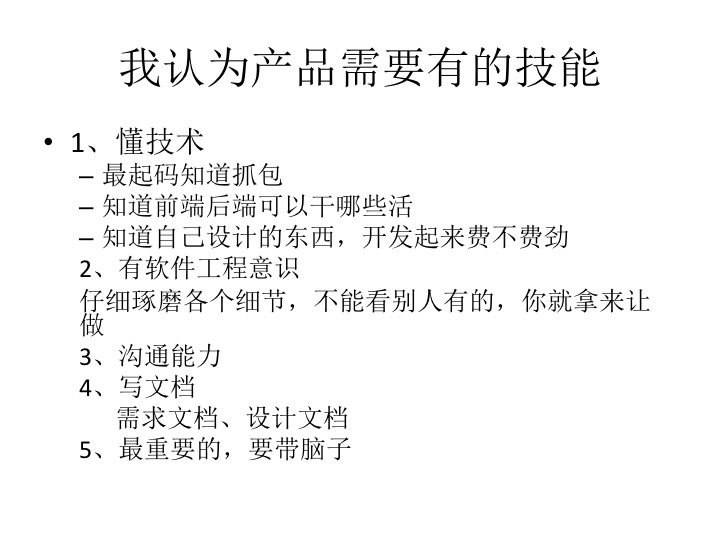 我认为产品需要有的技能
• 1、懂技术
– 最起码知道抓包
– 知道前端后端可以干哪些活
– 知道自己设计的东西，开发起来费不费劲
2、有软件工程意识
仔细琢磨各个细节，不能看别人有的，你就拿来让
做
3、沟通能力
4、写文档
需求文档、设计文档
5、最重要的，要带脑子